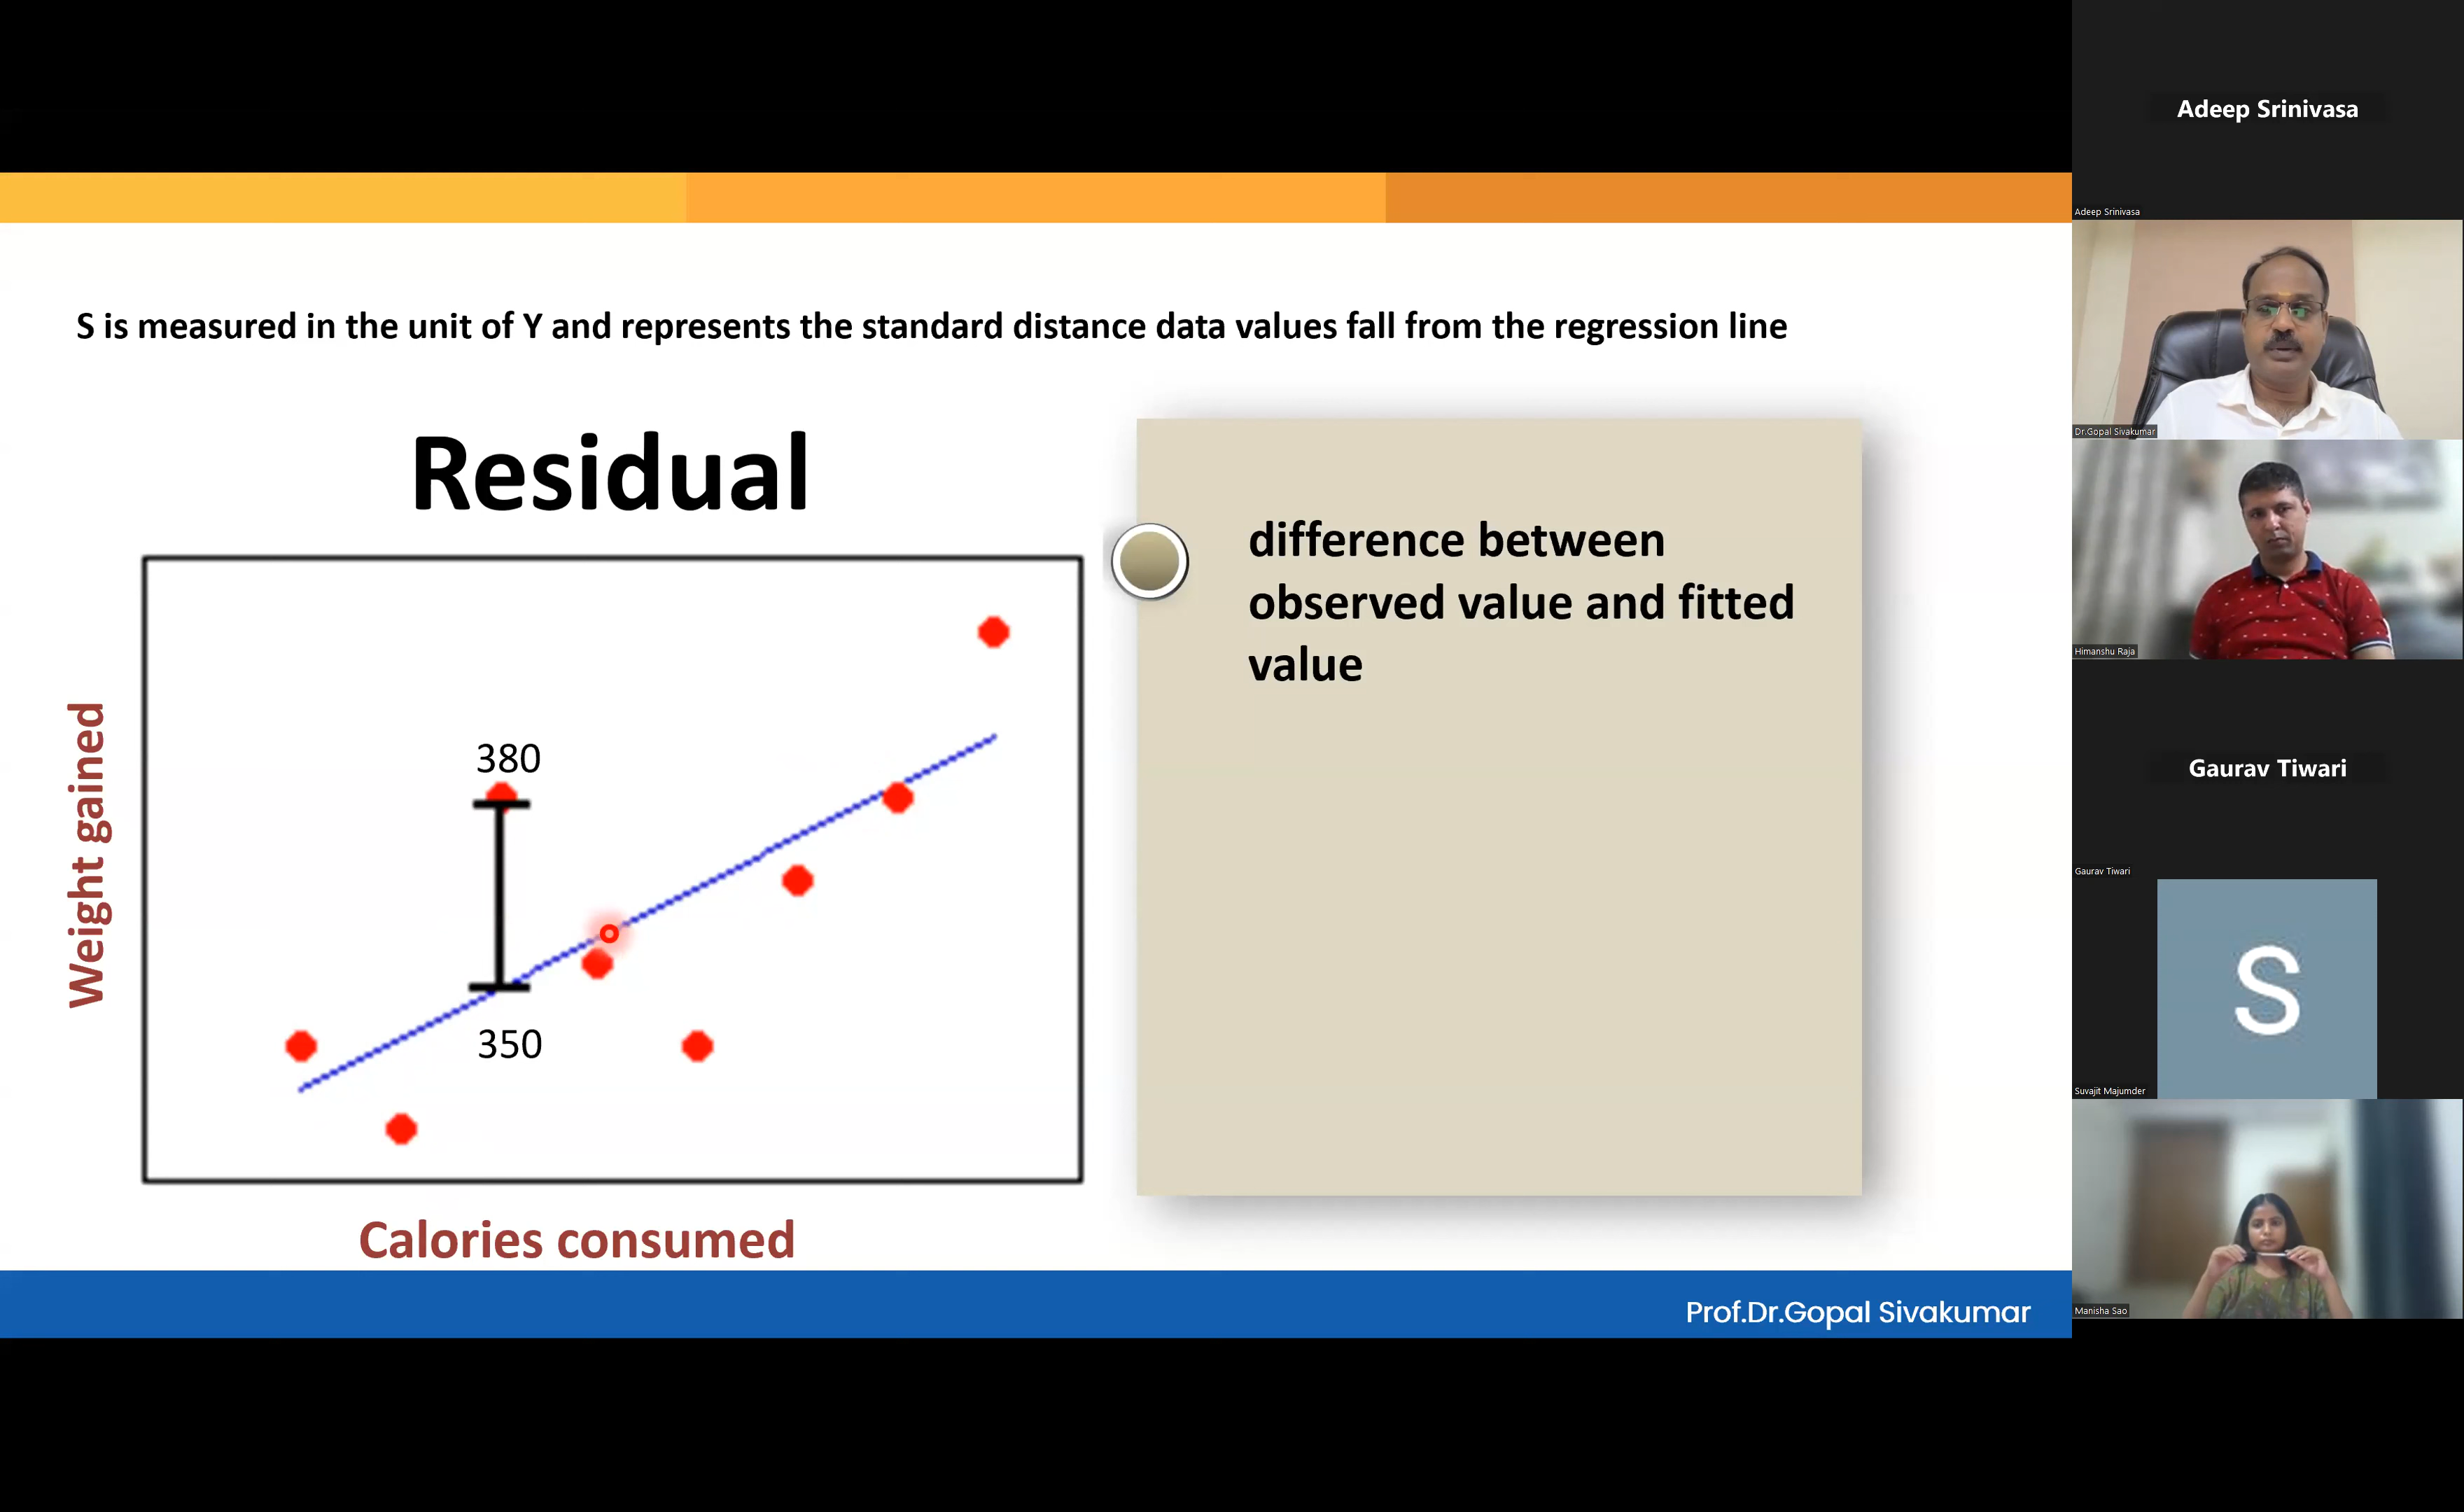 S is measured in the unit of Y and represents the standard distance data values fall from the regression line
Residual
difference between
observed value and fitted
value
380
350
Weight gained
Calories consumed
Prof.Dr.Gopal Sivakumar
Adeep Srinivasa
Adeep Srinivasa
Dr.Gopal Sivakumar
Himanshu Raja
Gaurav Tiwari
Gaurav Tiwari
S
Suvajit Majumder
Manisha Sao